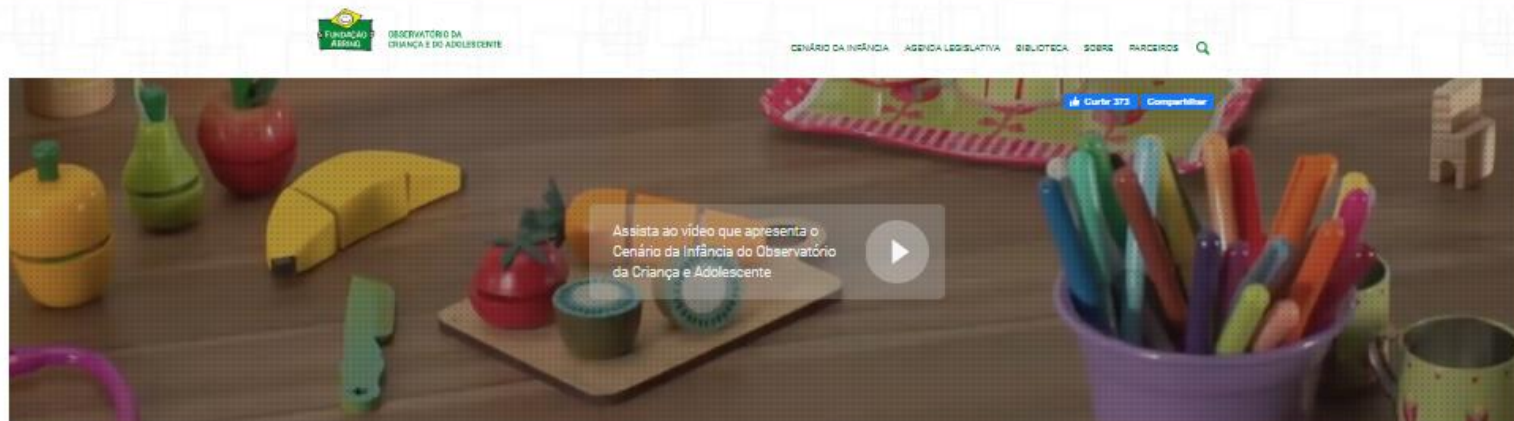 FUNDAÇÃO
ABRINQ
OBSERVATÓRIO DA
CRIANÇA E DO ADOLESCENTE
CENÁRIO DA INFÂNCIA AGENDA LEGISLATIVA BIBLIOTECA SOBRE PARCEIROS
Curtir 373 Compartilhar
Assista ao vídeo que apresenta o
Cenário da Infância do Observatório
da Criança e Adolescente